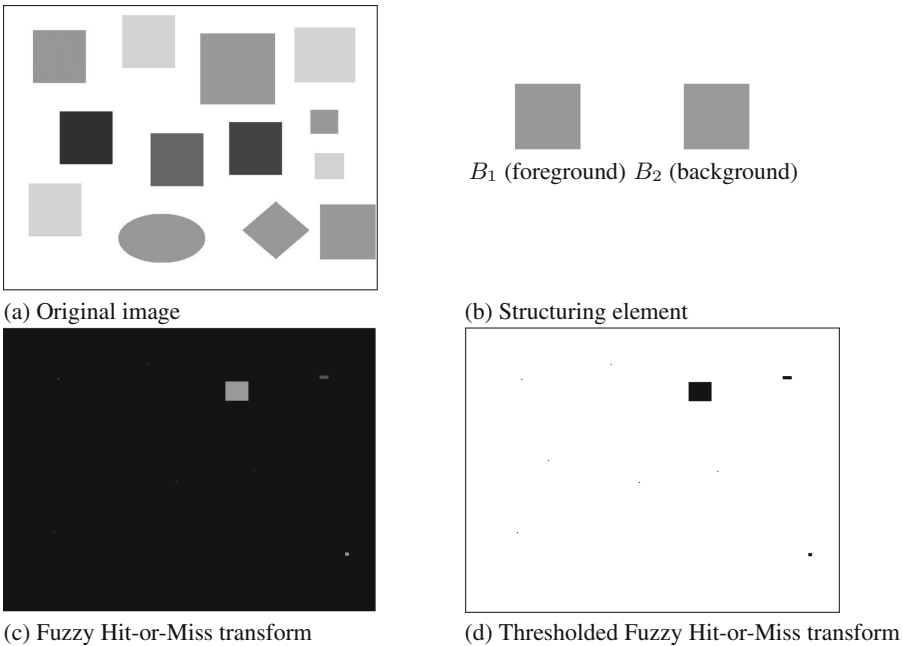 B₁ (foreground) B₂ (background)
(a) Original image
(b) Structuring element
(c) Fuzzy Hit-or-Miss transform
(d) Thresholded Fuzzy Hit-or-Miss transform